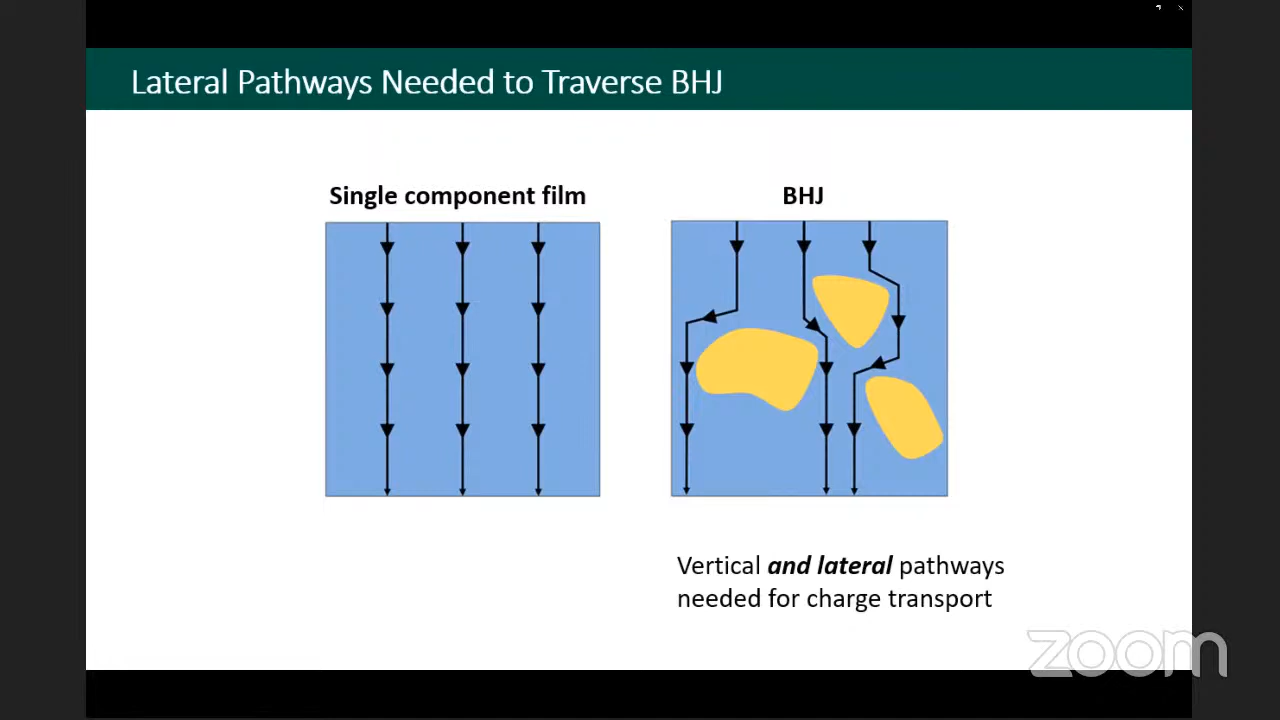 Lateral Pathways Needed to Traverse BHJ
Single component film
BHJ
Vertical and lateral pathways
needed for charge transport
zoom